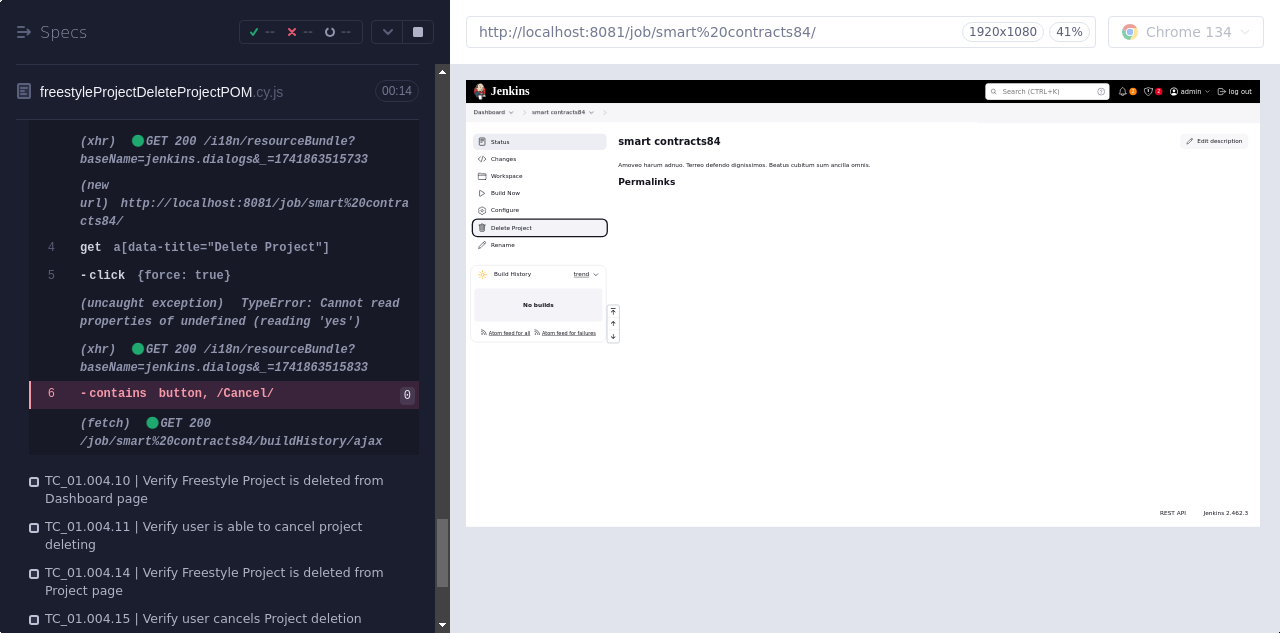 Specs
--
--
--
freestyleProjectDeleteProjectPOM.cy.js
00:14
(xhr) GET 200 /i18n/resourceBundle?
baseName=jenkins.dialogs&_=1741863515733
(new
url) http://localhost:8081/job/smart%20contra
cts84/
4 get a[data-title="Delete Project"]
5 -click {force: true}
(uncaught exception) TypeError: Cannot read
properties of undefined (reading 'yes')
(xhr) GET 200 /i18n/resourceBundle?
baseName=jenkins.dialogs&_=1741863515833
6 -contains button, /Cancel/ 0
(fetch) GET 200
/job/smart%20contracts84/buildHistory/ajax
TC_01.004.10 | Verify Freestyle Project is deleted from
Dashboard page
TC_01.004.11 | Verify user is able to cancel project
deleting
TC_01.004.14 | Verify Freestyle Project is deleted from
Project page
TC_01.004.15 | Verify user cancels Project deletion
http://localhost:8081/job/smart%20contracts84/
1920x1080
41%
Chrome 134
Jenkins
Search (CTRL+K)
admin
log out
Dashboard
smart contracts84
Status
Changes
Workspace
Build Now
Configure
Delete Project
Rename
Build History
trend
No builds
Atom feed for all
Atom feed for failures
smart contracts84
Edit description
Amoveo harum adnuo. Terreo defendo dignissimos. Beatus cubitum sum ancilla omnis.
Permalinks
REST API
Jenkins 2.462.3